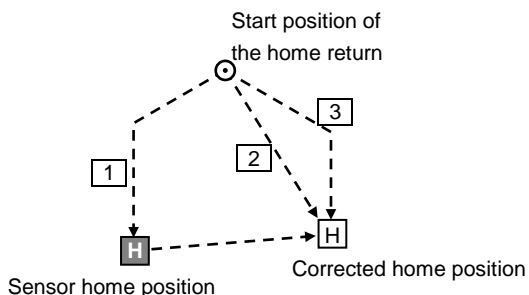 Start position of
the home return
3
2
1
H
H
Corrected home position
Sensor home position